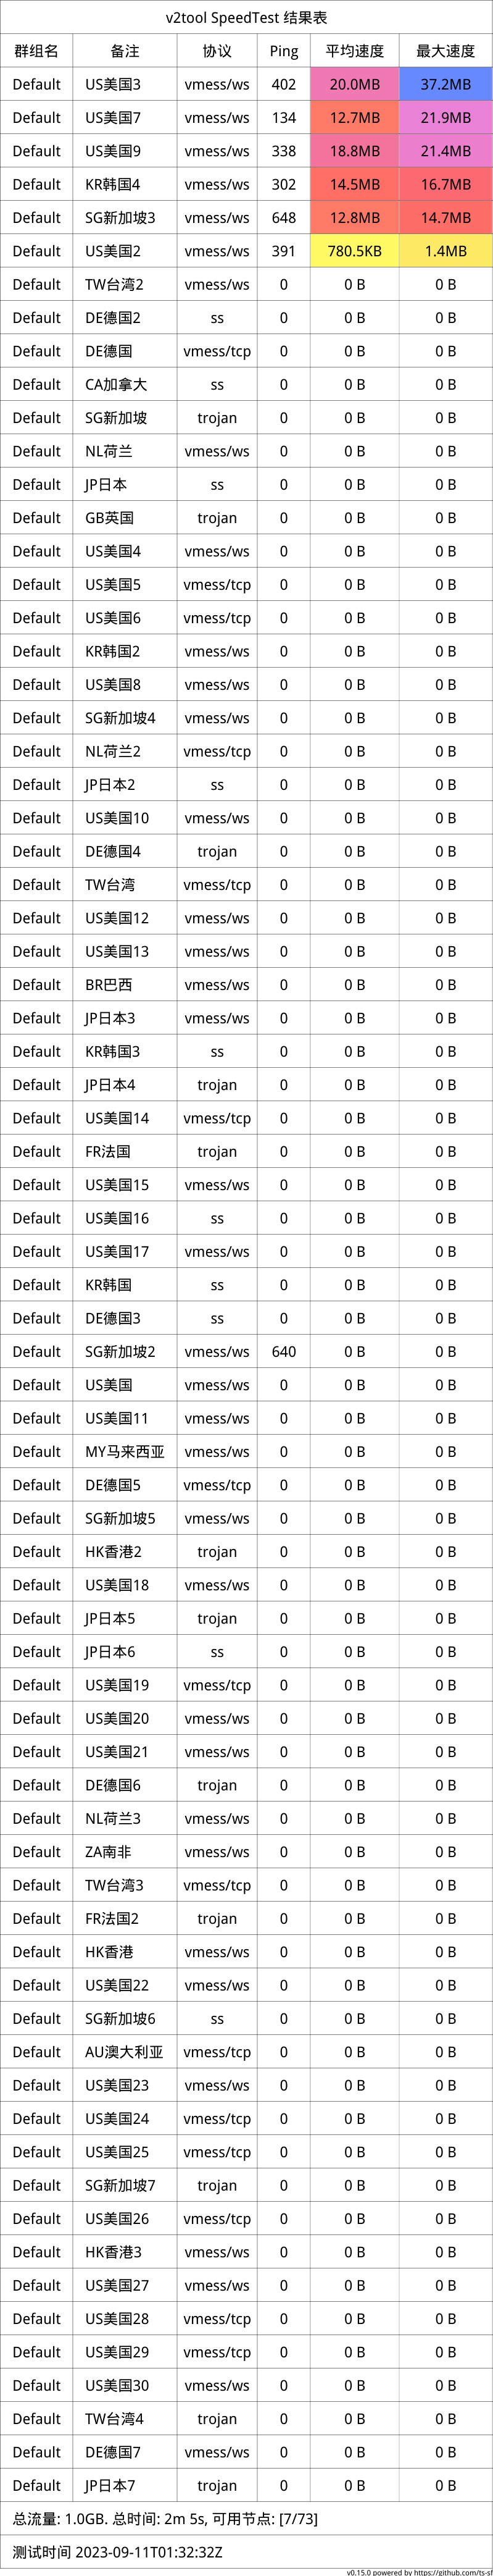 v2tool SpeedTest 结果表
群组名 备注 协议 Ping 平均速度 最大速度
Default US美国3 vmess/ws 402 20.0MB 37.2MB
Default US美国7 vmess/ws 134 12.7MB 21.9MB
Default US美国9 vmess/ws 338 18.8MB 21.4MB
Default KR韩国4 vmess/ws 302 14.5MB 16.7MB
Default SG新加坡3 vmess/ws 648 12.8MB 14.7MB
Default US美国2 vmess/ws 391 780.5KB 1.4MB
Default TW台湾2 vmess/ws 0 0 B 0 B
Default DE德国2 ss 0 0 B 0 B
Default DE德国 vmess/tcp 0 0 B 0 B
Default CA加拿大 ss 0 0 B 0 B
Default SG新加坡 trojan 0 0 B 0 B
Default NL荷兰 vmess/ws 0 0 B 0 B
Default JP日本 ss 0 0 B 0 B
Default GB英国 trojan 0 0 B 0 B
Default US美国4 vmess/ws 0 0 B 0 B
Default US美国5 vmess/tcp 0 0 B 0 B
Default US美国6 vmess/tcp 0 0 B 0 B
Default KR韩国2 vmess/ws 0 0 B 0 B
Default US美国8 vmess/ws 0 0 B 0 B
Default SG新加坡4 vmess/ws 0 0 B 0 B
Default NL荷兰2 vmess/tcp 0 0 B 0 B
Default JP日本2 ss 0 0 B 0 B
Default US美国10 vmess/ws 0 0 B 0 B
Default DE德国4 trojan 0 0 B 0 B
Default TW台湾 vmess/tcp 0 0 B 0 B
Default US美国12 vmess/ws 0 0 B 0 B
Default US美国13 vmess/ws 0 0 B 0 B
Default BR巴西 vmess/ws 0 0 B 0 B
Default JP日本3 vmess/ws 0 0 B 0 B
Default KR韩国3 ss 0 0 B 0 B
Default JP日本4 trojan 0 0 B 0 B
Default US美国14 vmess/tcp 0 0 B 0 B
Default FR法国 trojan 0 0 B 0 B
Default US美国15 vmess/ws 0 0 B 0 B
Default US美国16 ss 0 0 B 0 B
Default US美国17 vmess/ws 0 0 B 0 B
Default KR韩国 ss 0 0 B 0 B
Default DE德国3 ss 0 0 B 0 B
Default SG新加坡2 vmess/ws 640 0 B 0 B
Default US美国 vmess/ws 0 0 B 0 B
Default US美国11 vmess/ws 0 0 B 0 B
Default MY马来西亚 vmess/ws 0 0 B 0 B
Default DE德国5 vmess/tcp 0 0 B 0 B
Default SG新加坡5 vmess/ws 0 0 B 0 B
Default HK香港2 trojan 0 0 B 0 B
Default US美国18 vmess/ws 0 0 B 0 B
Default JP日本5 trojan 0 0 B 0 B
Default JP日本6 ss 0 0 B 0 B
Default US美国19 vmess/tcp 0 0 B 0 B
Default US美国20 vmess/ws 0 0 B 0 B
Default US美国21 vmess/ws 0 0 B 0 B
Default DE德国6 trojan 0 0 B 0 B
Default NL荷兰3 vmess/ws 0 0 B 0 B
Default ZA南非 vmess/ws 0 0 B 0 B
Default TW台湾3 vmess/tcp 0 0 B 0 B
Default FR法国2 trojan 0 0 B 0 B
Default HK香港 vmess/ws 0 0 B 0 B
Default US美国22 vmess/ws 0 0 B 0 B
Default SG新加坡6 ss 0 0 B 0 B
Default AU澳大利亚 vmess/tcp 0 0 B 0 B
Default US美国23 vmess/ws 0 0 B 0 B
Default US美国24 vmess/tcp 0 0 B 0 B
Default US美国25 vmess/tcp 0 0 B 0 B
Default SG新加坡7 trojan 0 0 B 0 B
Default US美国26 vmess/tcp 0 0 B 0 B
Default HK香港3 vmess/ws 0 0 B 0 B
Default US美国27 vmess/ws 0 0 B 0 B
Default US美国28 vmess/tcp 0 0 B 0 B
Default US美国29 vmess/tcp 0 0 B 0 B
Default US美国30 vmess/ws 0 0 B 0 B
Default TW台湾4 trojan 0 0 B 0 B
Default DE德国7 vmess/ws 0 0 B 0 B
Default JP日本7 trojan 0 0 B 0 B
总流量: 1.0GB. 总时间: 2m 5s, 可用节点: [7/73]
测试时间 2023-09-11T01:32:32Z
v0.15.0 powered by https://github.com/ts-sf